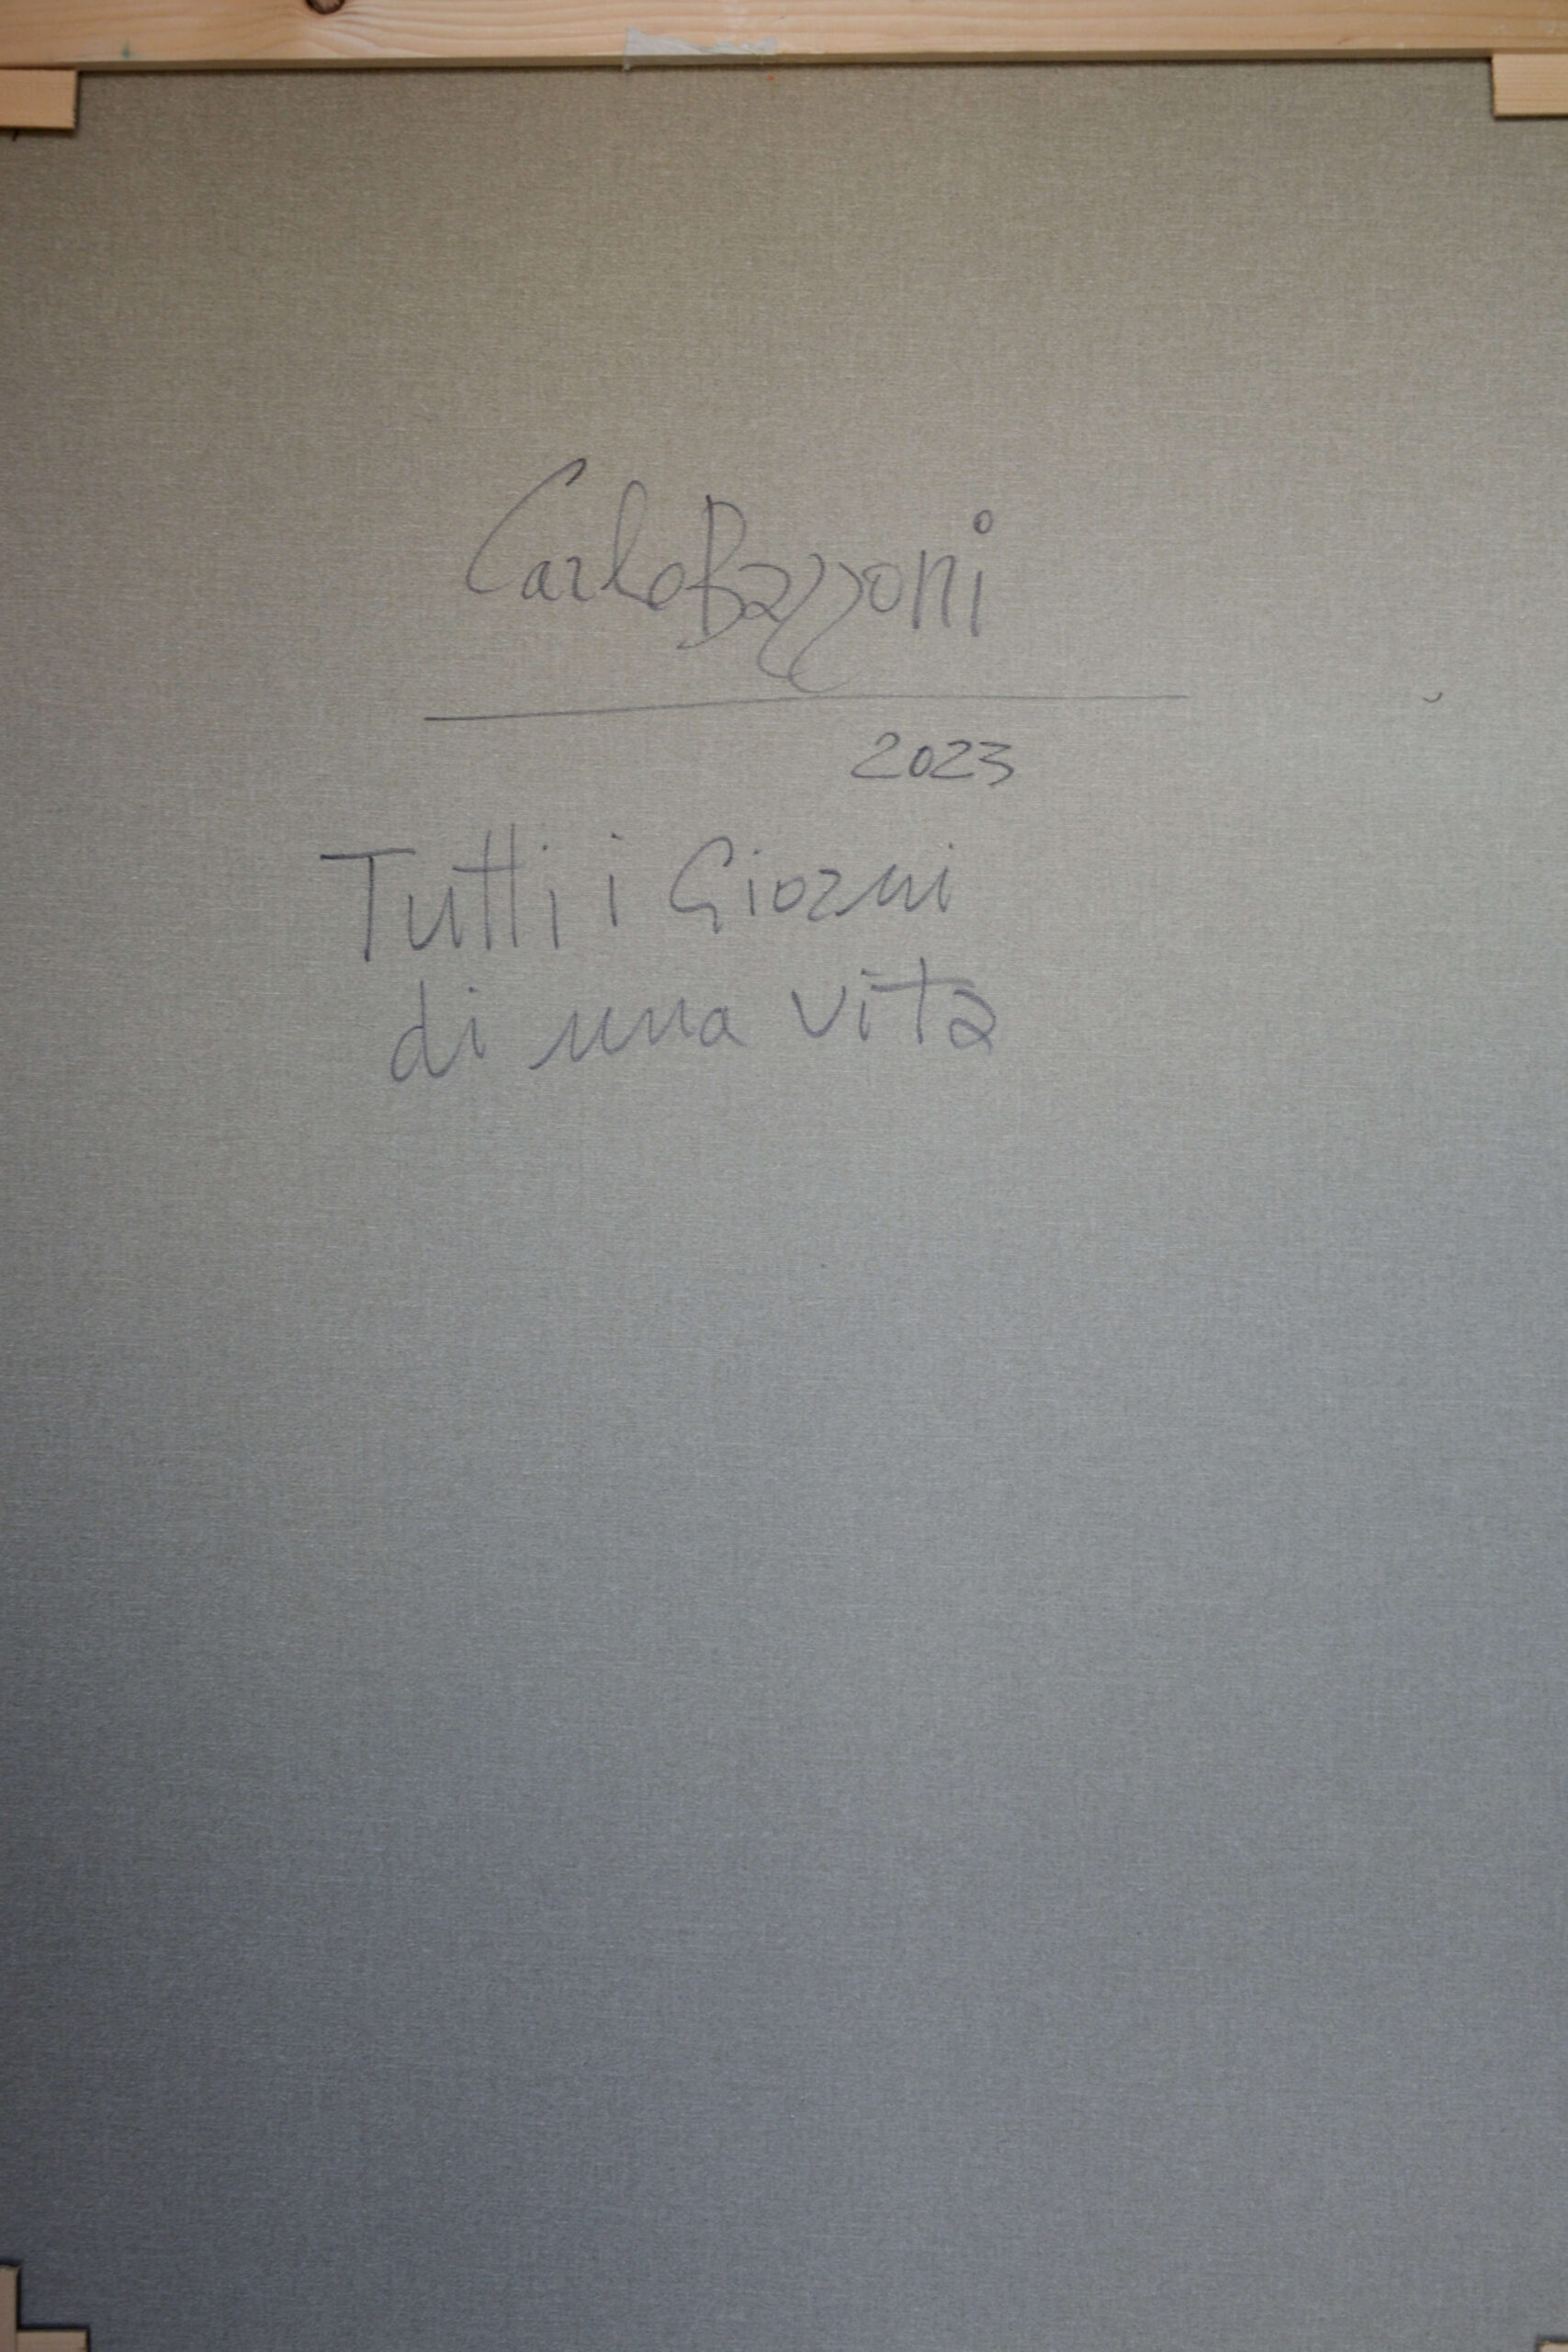 Carlo Bazzoni
2023
Tutti i Giorni
di una vita